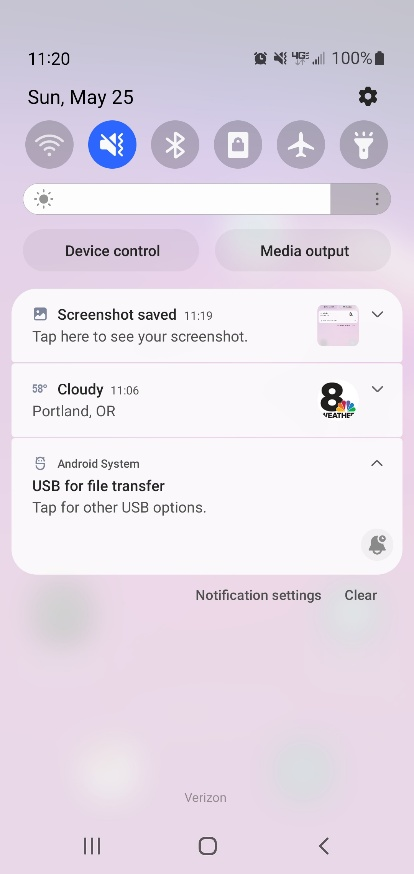 11:20 4GE 100%
Sun, May 25
Device control Media output
Screenshot saved 11:19
Tap here to see your screenshot.
58° Cloudy 11:06
8
WEATHER
Portland, OR
Android System
USB for file transfer
Tap for other USB options.
Notification settings Clear
Verizon